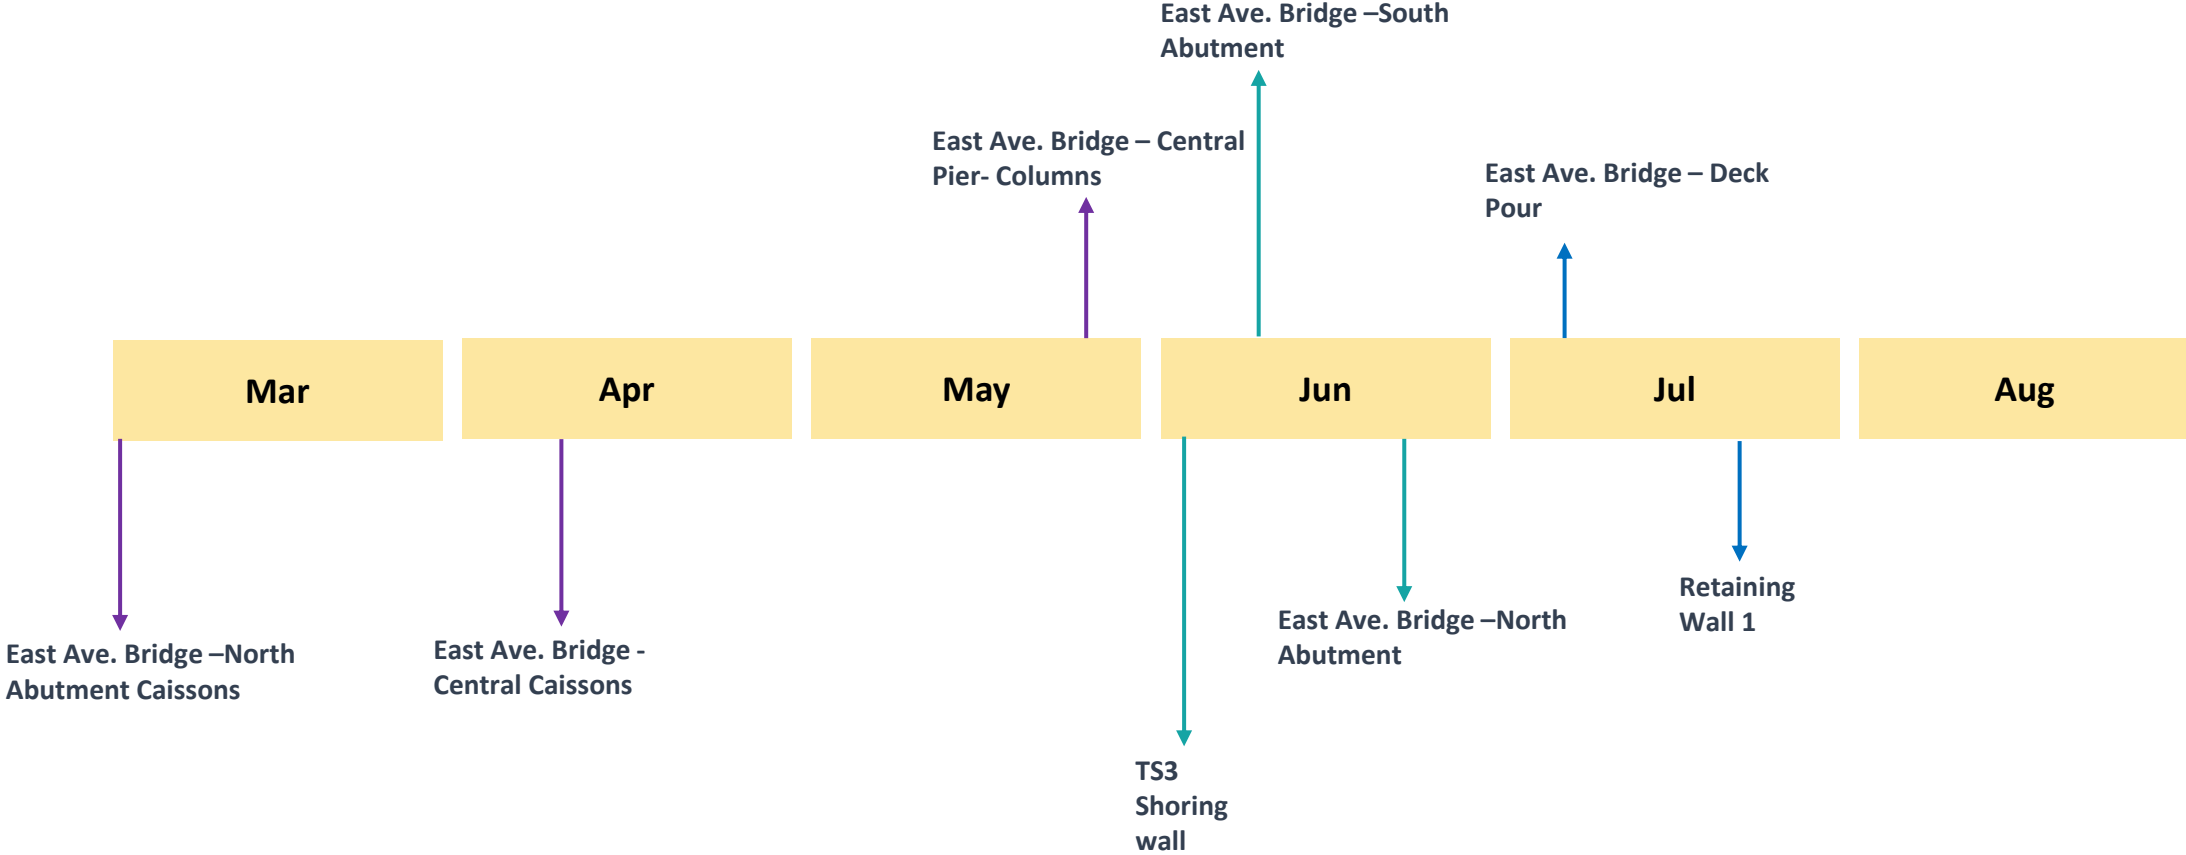 East Ave. Bridge –South
Abutment
East Ave. Bridge – Central
Pier- Columns
East Ave. Bridge – Deck
Pour
Mar
Apr
May
Jun
Jul
Aug
East Ave. Bridge –North
Abutment Caissons
East Ave. Bridge -
Central Caissons
East Ave. Bridge –North
Abutment
Retaining
Wall 1
TS3
Shoring
wall